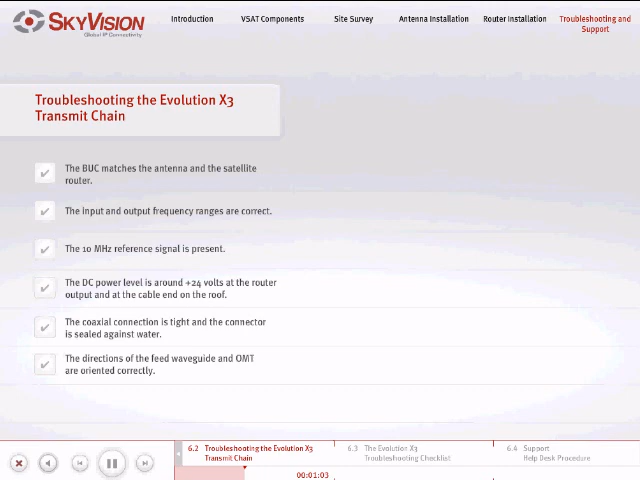 SKYVISION
Global IP Connectivity
Introduction
VSAT Components
Site Survey
Antenna Installation
Router Installation
Troubleshooting and
Support
Troubleshooting the Evolution X3
Transmit Chain
The BUC matches the antenna and the satellite
router.
The input and output frequency ranges are correct.
The 10 MHz reference signal is present.
The DC power level is around +24 volts at the router
output and at the cable end on the roof.
The coaxial connection is tight and the connector
is sealed against water.
The directions of the feed waveguide and OMT
are oriented correctly.
6.2 Troubleshooting the Evolution X3
Transmit Chain
6.3 The Evolution X3
Troubleshooting Checklist
6.4 Support
Help Desk Procedure
00:01:03